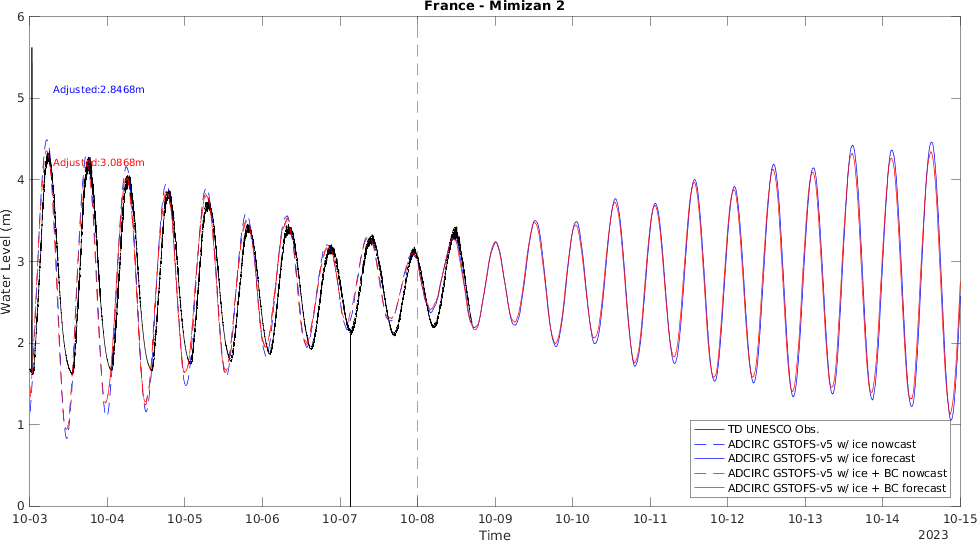 France - Mimizan 2
6
5
4
3
2
1
0
Water Level (m)
Adjusted:2.8468m
Adjusted:3.0868m
TD UNESCO Obs.
ADCIRC GSTOFS-v5 w/ ice nowcast
ADCIRC GSTOFS-v5 w/ ice forecast
ADCIRC GSTOFS-v5 w/ ice + BC nowcast
ADCIRC GSTOFS-v5 w/ ice + BC forecast
10-03 10-04 10-05 10-06 10-07 10-08 10-09 10-10 10-11 10-12 10-13 10-14 10-15
Time
2023